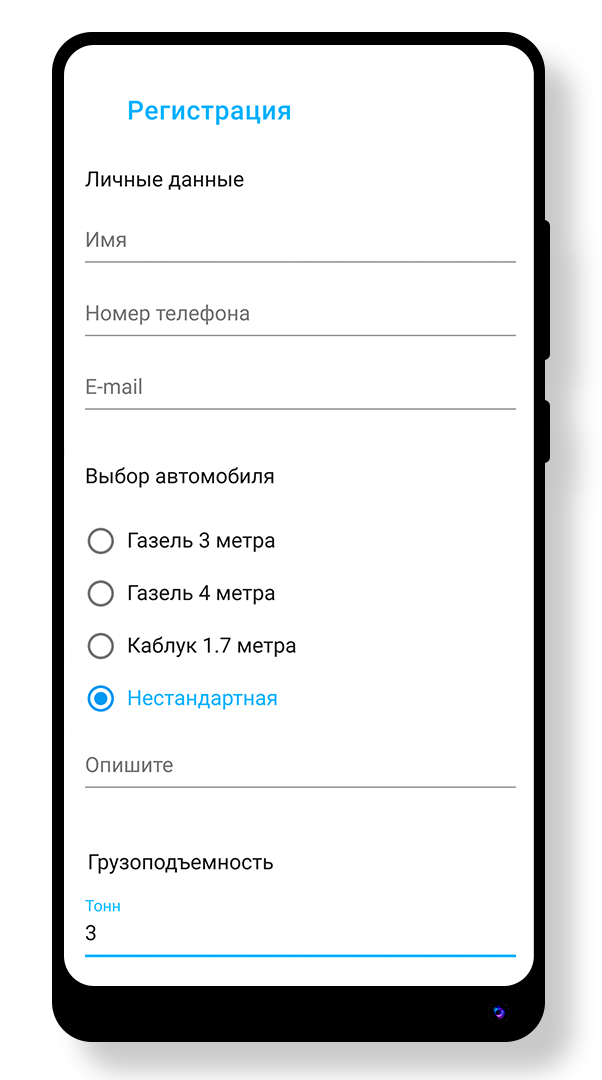 Регистрация
Личные данные
Имя
Номер телефона
E-mail
Выбор автомобиля
Газель 3 метра
Газель 4 метра
Каблук 1.7 метра
Нестандартная
Опишите
Грузоподъемность
Тонн
3